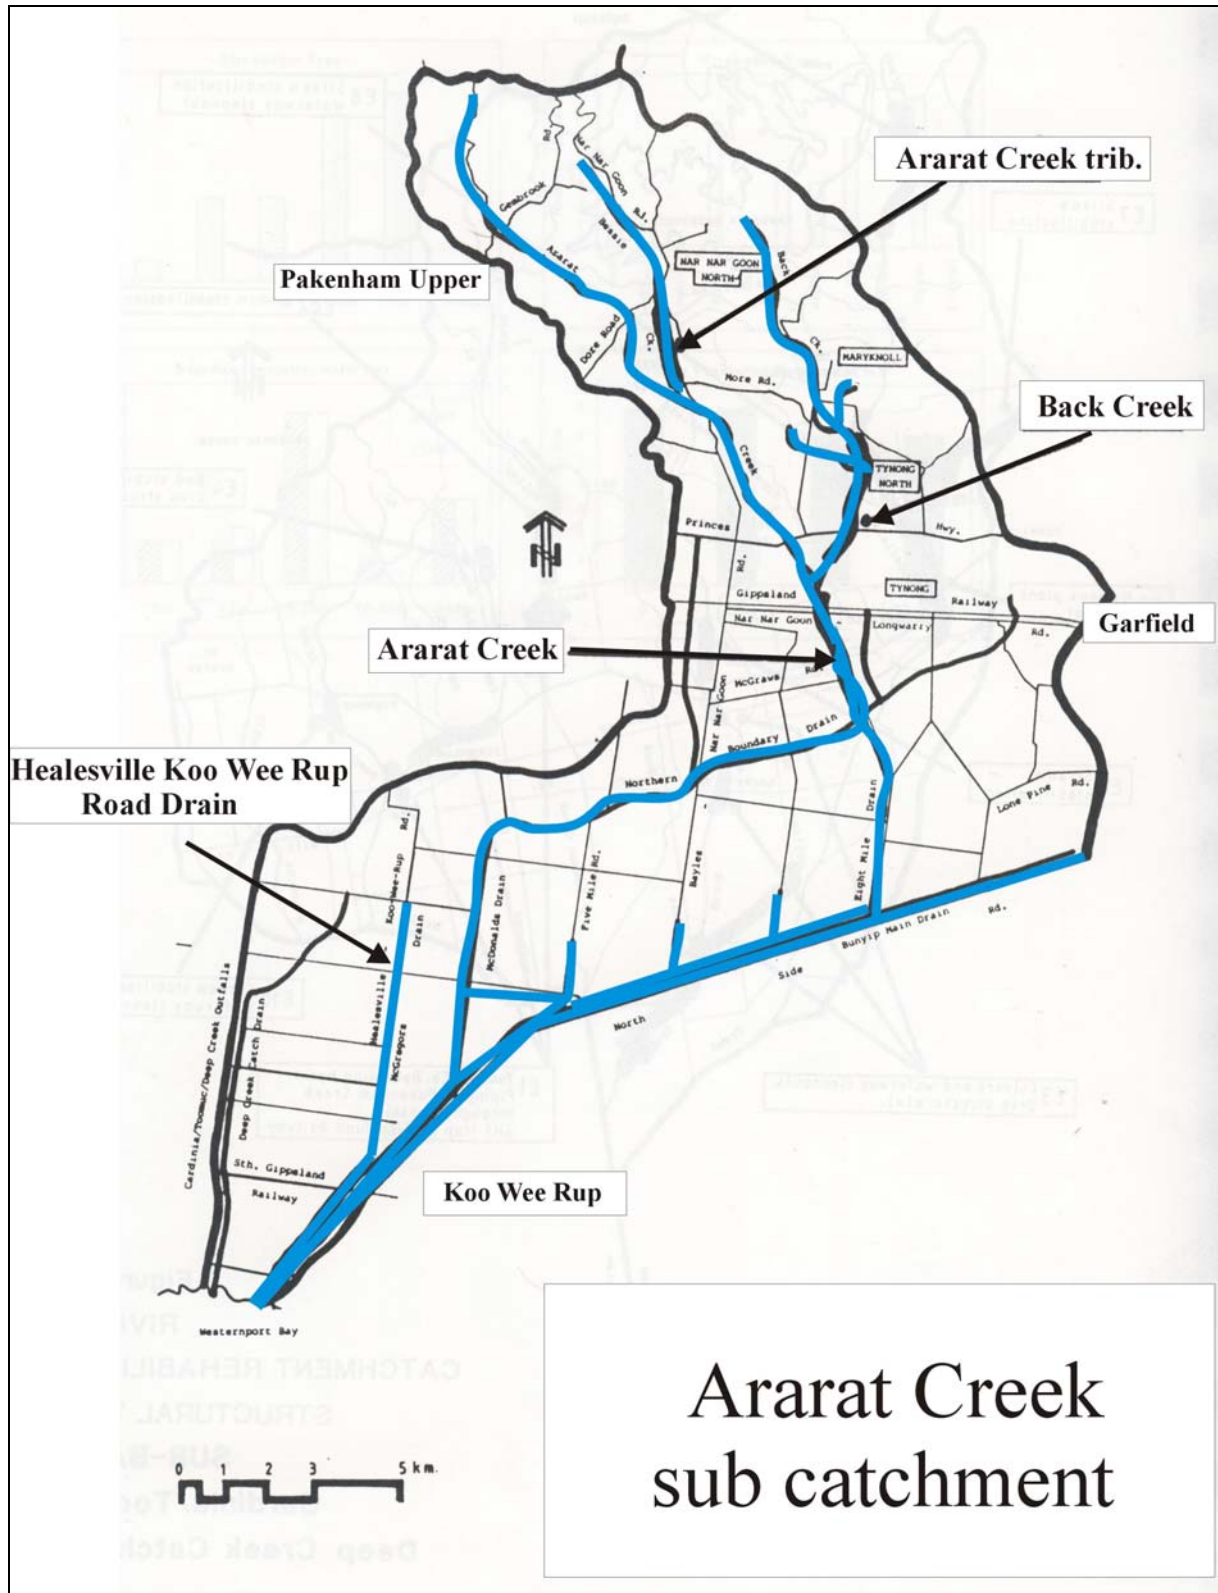 Ararat Creek trib.
Rd.
Nar Nar Goon
Rd.
Gembrook
Bessie
Ararat
Pakenham Upper
NAR NAR GOON
NORTH
Back
Ck.
Dore Road
Ck.
MARYKNOLL
More Rd.
Back Creek
Creek
TYNONG
NORTH
Princes
Hwy.
Rd.
Gippsland
TYNONG
Railway
Nar Nar Goon
Longwarry
Rd.
Garfield
Ararat Creek
McGraws
Rd.
Nar Nar Goon
Boundary
Drain
Northern
Healesville Koo Wee Rup
Road Drain
Lone Pine
Rd.
Drain
Eight Mile
Koo-Wee-Rup
Rd.
Drain
McDonalds Drain
Five Mile Rd.
Bayles
Bunyip Main Drain
Rd.
Side
North
Healesville
McGregors
Cardinia/Toomuc/Deep Creek Outfalls
Deep Creek Catch Drain
Sth. Gippsland
Railway
Koo Wee Rup
Westernport Bay
0 1 2 3 5 km.
Ararat Creek
sub catchment